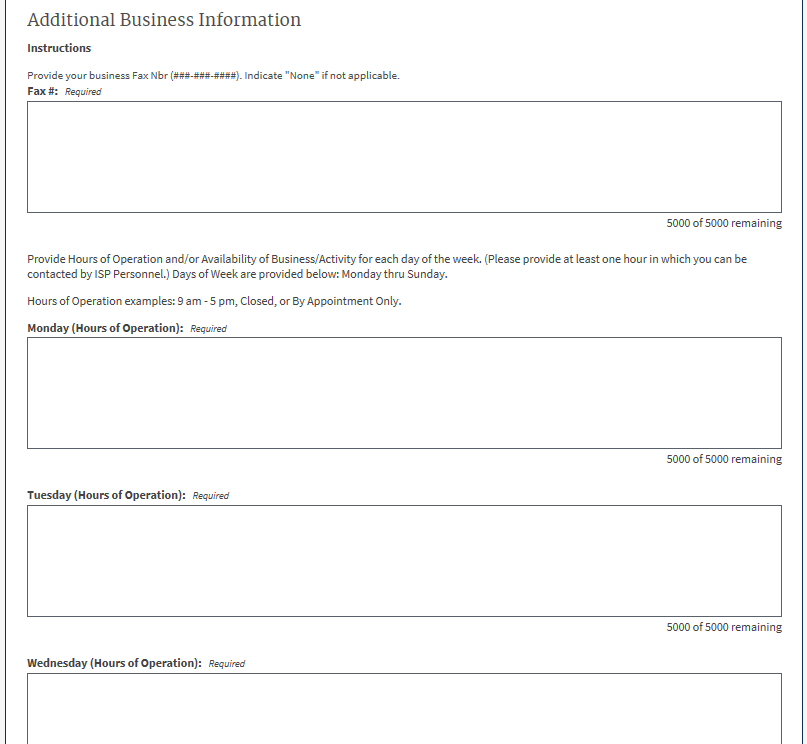 Additional Business Information
Instructions
Provide your business Fax Nbr (###-###-####). Indicate "None" if not applicable.
Fax #: Required
5000 of 5000 remaining
Provide Hours of Operation and/or Availability of Business/Activity for each day of the week. (Please provide at least one hour in which you can be
contacted by ISP Personnel.) Days of Week are provided below: Monday thru Sunday.
Hours of Operation examples: 9 am - 5 pm, Closed, or By Appointment Only.
Monday (Hours of Operation): Required
5000 of 5000 remaining
Tuesday (Hours of Operation): Required
5000 of 5000 remaining
Wednesday (Hours of Operation): Required